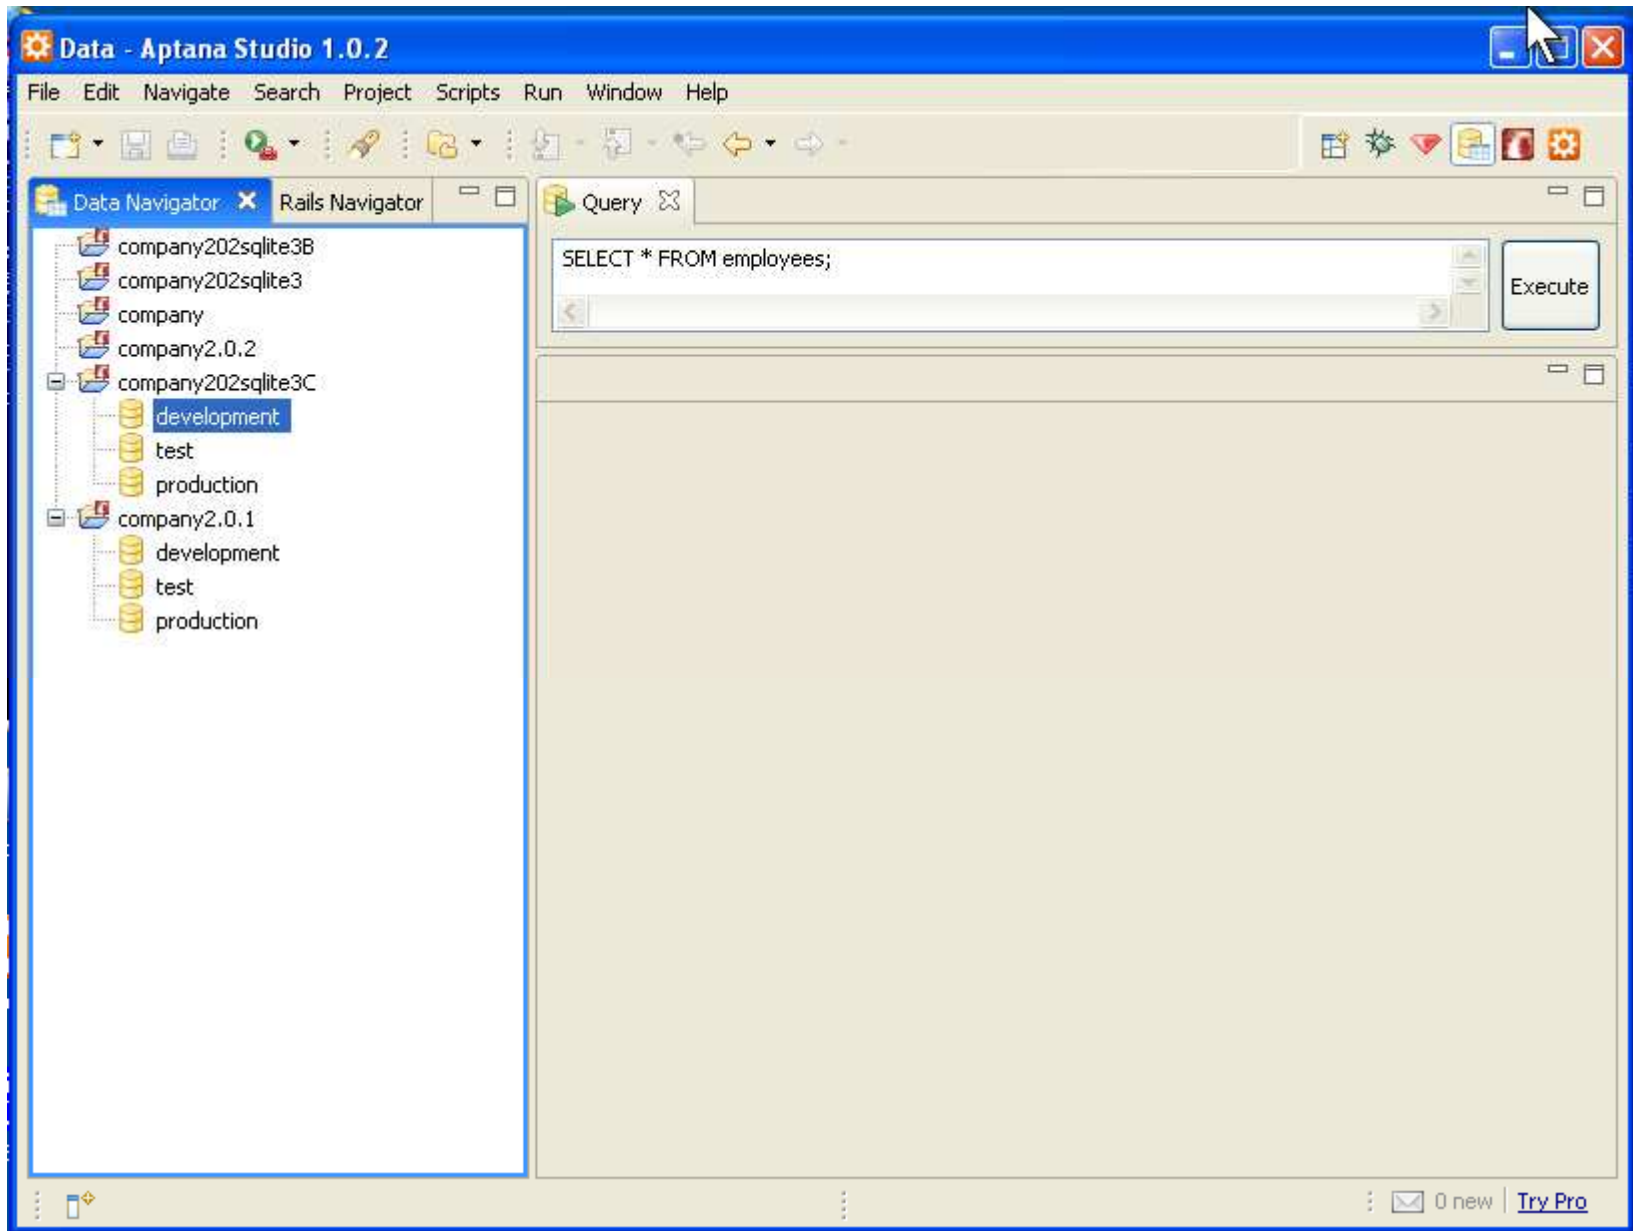 Data - Aptana Studio 1.0.2
File Edit Navigate Search Project Scripts Run Window Help
Data Navigator Rails Navigator
company202sqlite3B
company202sqlite3
company
company2.0.2
company202sqlite3C
development
test
production
company2.0.1
development
test
production
Query
SELECT * FROM employees;
Execute
0 new Try Pro